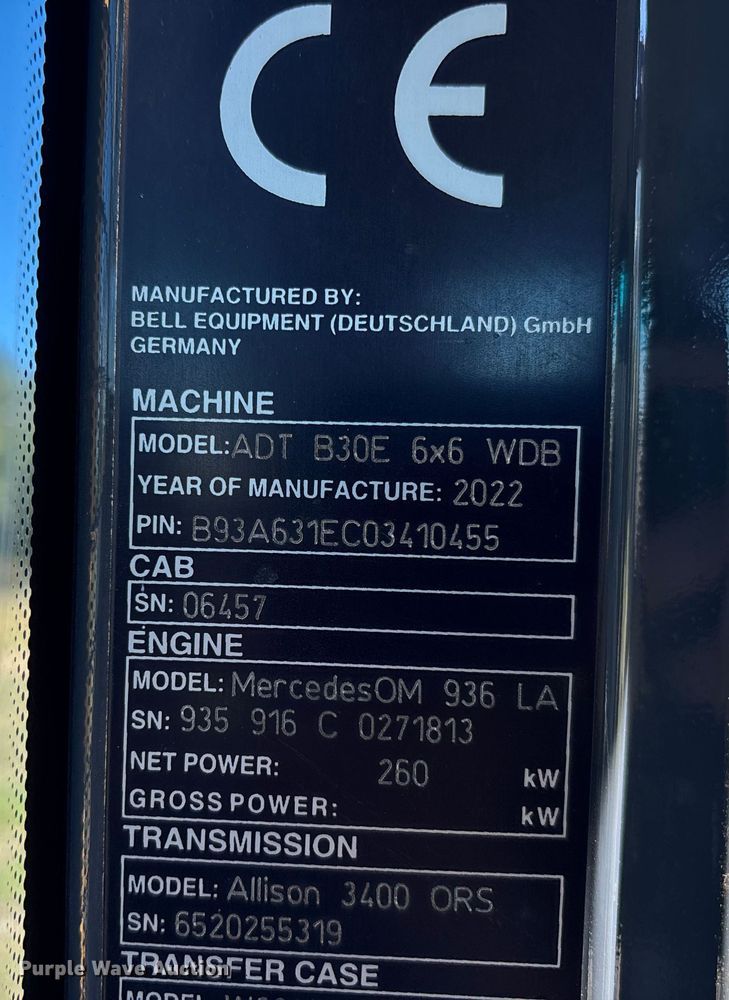 CE
MANUFACTURED BY:
BELL EQUIPMENT (DEUTSCHLAND) GmbH
GERMANY
MACHINE
MODEL: ADT B30E 6x6 WDB
YEAR OF MANUFACTURE: 2022
PIN: B93A631EC03410455
CAB
SN: 06457
ENGINE
MODEL: MercedesOM 936 LA
SN: 935 916 C 0271813
NET POWER: 260 kW
GROSS POWER: kW
TRANSMISSION
MODEL: Allison 3400 ORS
SN: 6520255319
TRANSFER CASE
Purple Wave Auction
MODEL: